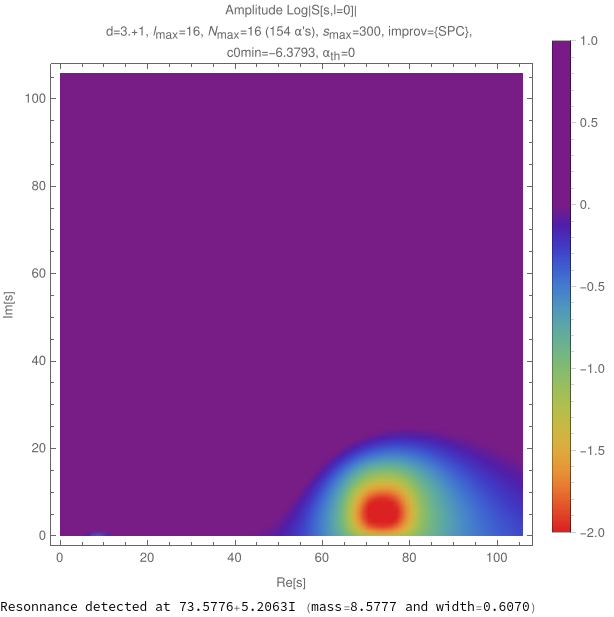 Amplitude Log|S[s,l=0]|
d=3.+1, lmax=16, Nmax=16 (154 α's), smax=300, improv={SPC},
c0min=−6.3793, αth=0
1.0
0.5
0.
−0.5
−1.0
−1.5
−2.0
100
80
60
40
20
0
Im[s]
0 20 40 60 80 100
Re[s]
Resonnance detected at 73.5776+5.2063I (mass=8.5777 and width=0.6070)